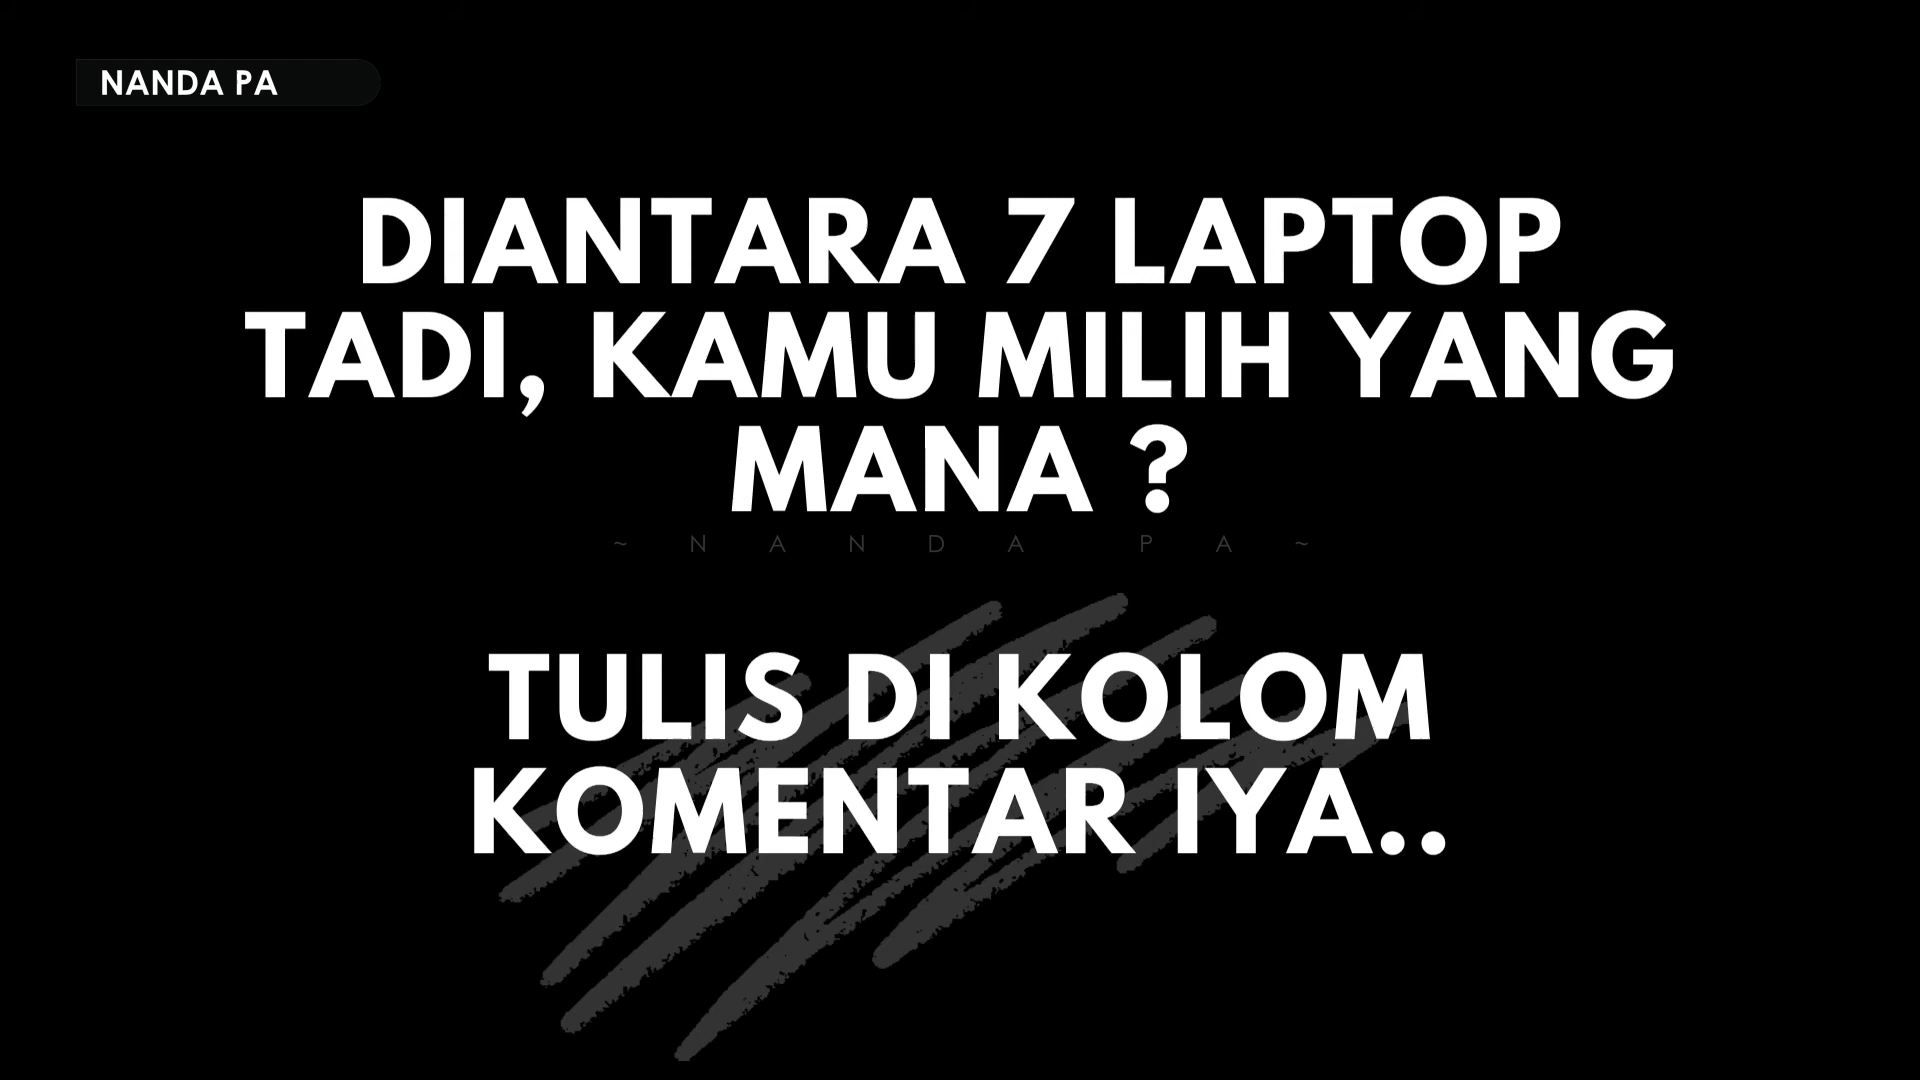 NANDA PA
DIANTARA 7 LAPTOP
TADI, KAMU MILIH YANG
MANA ?
~ N A N D A  P A ~
TULIS DI KOLOM
KOMENTAR IYA..